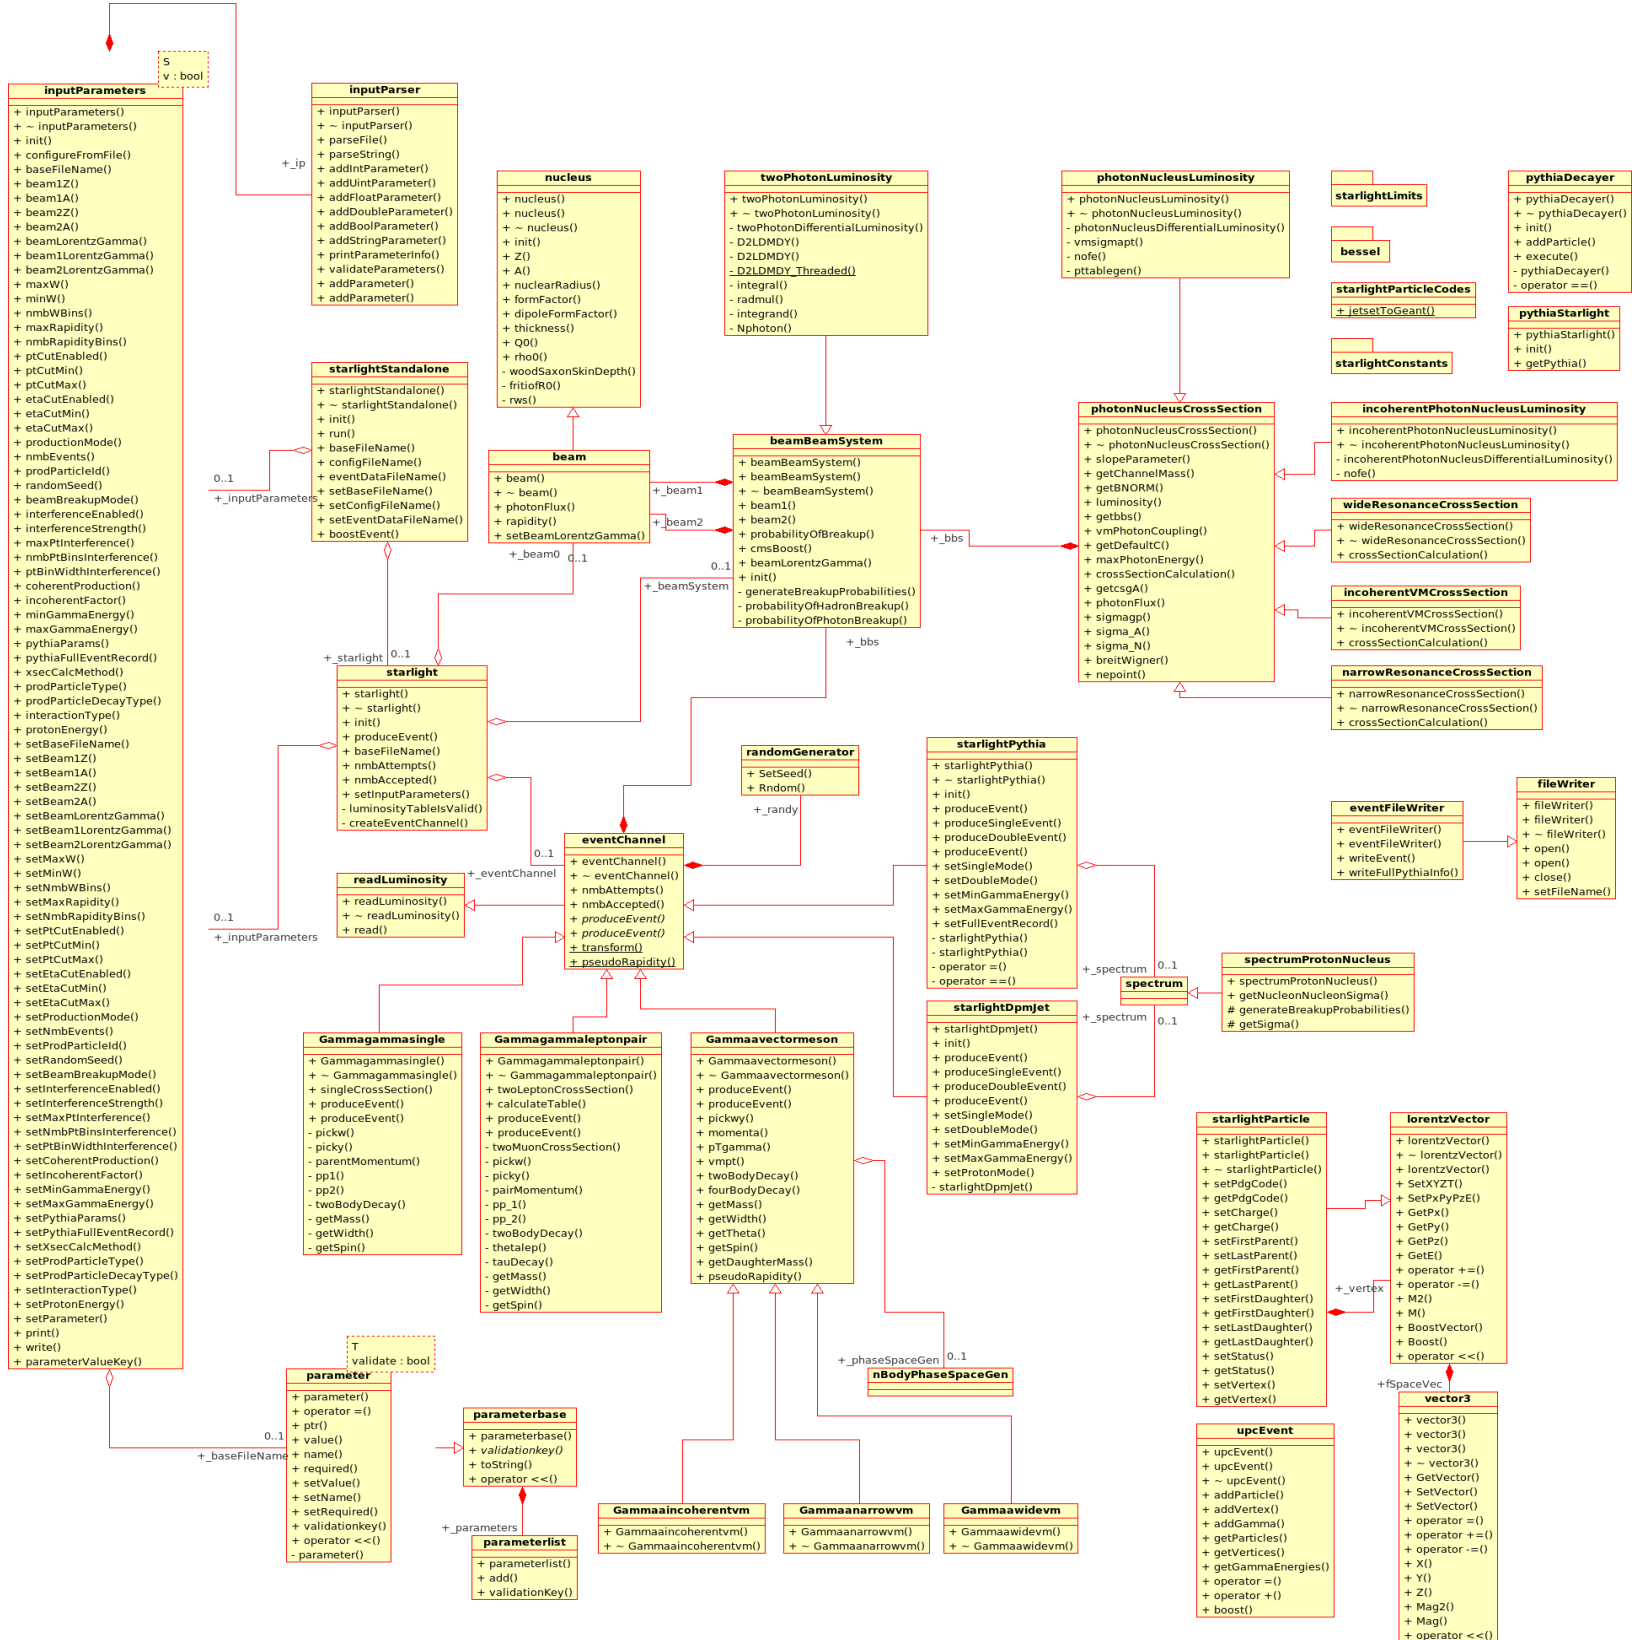 S
v : bool
inputParameters
+ inputParameters()
+ ~ inputParameters()
+ init()
+ configureFromFile()
+ baseFileName()
+ beam1Z()
+ beam1A()
+ beam2Z()
+ beam2A()
+ beamLorentzGamma()
+ beam1LorentzGamma()
+ beam2LorentzGamma()
+ maxW()
+ minW()
+ nmbWBins()
+ maxRapidity()
+ nmbRapidityBins()
+ ptCutEnabled()
+ ptCutMin()
+ ptCutMax()
+ etaCutEnabled()
+ etaCutMin()
+ etaCutMax()
+ productionMode()
+ nmbEvents()
+ prodParticleId()
+ randomSeed()
+ beamBreakupMode()
+ interferenceEnabled()
+ interferenceStrength()
+ maxPtInterference()
+ nmbPtBinsInterference()
+ ptBinWidthInterference()
+ coherentProduction()
+ incoherentFactor()
+ minGammaEnergy()
+ maxGammaEnergy()
+ pythiaParams()
+ pythiaFullEventRecord()
+ xsecCalcMethod()
+ prodParticleType()
+ prodParticleDecayType()
+ interactionType()
+ protonEnergy()
+ setBaseFileName()
+ setBeam1Z()
+ setBeam1A()
+ setBeam2Z()
+ setBeam2A()
+ setBeamLorentzGamma()
+ setBeam1LorentzGamma()
+ setBeam2LorentzGamma()
+ setMaxW()
+ setMinW()
+ setNmbWBins()
+ setMaxRapidity()
+ setNmbRapidityBins()
+ setPtCutEnabled()
+ setPtCutMin()
+ setPtCutMax()
+ setEtaCutEnabled()
+ setEtaCutMin()
+ setEtaCutMax()
+ setProductionMode()
+ setNmbEvents()
+ setProdParticleId()
+ setRandomSeed()
+ setBeamBreakupMode()
+ setInterferenceEnabled()
+ setInterferenceStrength()
+ setMaxPtInterference()
+ setNmbPtBinsInterference()
+ setPtBinWidthInterference()
+ setCoherentProduction()
+ setIncoherentFactor()
+ setMinGammaEnergy()
+ setMaxGammaEnergy()
+ setPythiaParams()
+ setPythiaFullEventRecord()
+ setXsecCalcMethod()
+ setProdParticleType()
+ setProdParticleDecayType()
+ setInteractionType()
+ setProtonEnergy()
+ setParameter()
+ print()
+ write()
+ parameterValueKey()
+_ip
inputParser
+ inputParser()
+ ~ inputParser()
+ parseFile()
+ parseString()
+ addIntParameter()
+ addUintParameter()
+ addFloatParameter()
+ addDoubleParameter()
+ addBoolParameter()
+ addStringParameter()
+ printParameterInfo()
+ validateParameters()
+ addParameter()
+ addParameter()
starlightStandalone
+ starlightStandalone()
+ ~ starlightStandalone()
+ init()
+ run()
+ baseFileName()
+ configFileName()
+ eventDataFileName()
+ setBaseFileName()
+ setConfigFileName()
+ setEventDataFileName()
+ boostEvent()
0..1
+_inputParameters
nucleus
+ nucleus()
+ nucleus()
+ ~ nucleus()
+ init()
+ Z()
+ A()
+ nuclearRadius()
+ formFactor()
+ dipoleFormFactor()
+ thickness()
+ Q0()
+ rho0()
- woodSaxonSkinDepth()
- fritiofR0()
- rws()
beam
+ beam()
+ ~ beam()
+ photonFlux()
+ rapidity()
+ setBeamLorentzGamma()
+_beam1
+_beam2
+_beam0
0..1
twoPhotonLuminosity
+ twoPhotonLuminosity()
+ ~ twoPhotonLuminosity()
- twoPhotonDifferentialLuminosity()
- D2LDMDY()
- D2LDMDY()
- D2LDMDY_Threaded()
- integral()
- radmul()
- integrand()
- Nphoton()
beamBeamSystem
+ beamBeamSystem()
+ beamBeamSystem()
+ ~ beamBeamSystem()
+ beam1()
+ beam2()
+ probabilityOfBreakup()
+ cmsBoost()
+ beamLorentzGamma()
+ init()
- generateBreakupProbabilities()
- probabilityOfHadronBreakup()
- probabilityOfPhotonBreakup()
0..1
+_beamSystem
+_bbs
+_bbs
photonNucleusLuminosity
+ photonNucleusLuminosity()
+ ~ photonNucleusLuminosity()
- photonNucleusDifferentialLuminosity()
- vmsigmapt()
- nofe()
- pttablegen()
photonNucleusCrossSection
+ photonNucleusCrossSection()
+ ~ photonNucleusCrossSection()
+ slopeParameter()
+ getChannelMass()
+ getBNORM()
+ luminosity()
+ getbbs()
+ vmPhotonCoupling()
+ getDefaultC()
+ maxPhotonEnergy()
+ crossSectionCalculation()
+ getcsgA()
+ photonFlux()
+ sigmagp()
+ sigma_A()
+ sigma_N()
+ breitWigner()
+ nepoint()
starlightLimits
bessel
starlightParticleCodes
+ jetsetToGeant()
starlightConstants
pythiaDecayer
+ pythiaDecayer()
+ ~ pythiaDecayer()
+ init()
+ addParticle()
+ execute()
- pythiaDecayer()
- operator ==()
pythiaStarlight
+ pythiaStarlight()
+ init()
+ getPythia()
incoherentPhotonNucleusLuminosity
+ incoherentPhotonNucleusLuminosity()
+ ~ incoherentPhotonNucleusLuminosity()
- incoherentPhotonNucleusDifferentialLuminosity()
- nofe()
wideResonanceCrossSection
+ wideResonanceCrossSection()
+ ~ wideResonanceCrossSection()
+ crossSectionCalculation()
incoherentVMCrossSection
+ incoherentVMCrossSection()
+ ~ incoherentVMCrossSection()
+ crossSectionCalculation()
narrowResonanceCrossSection
+ narrowResonanceCrossSection()
+ ~ narrowResonanceCrossSection()
+ crossSectionCalculation()
+_starlight
0..1
starlight
+ starlight()
+ ~ starlight()
+ init()
+ produceEvent()
+ baseFileName()
+ nmbAttempts()
+ nmbAccepted()
+ setInputParameters()
- luminosityTableIsValid()
- createEventChannel()
0..1
+_inputParameters
0..1
+_eventChannel
readLuminosity
+ readLuminosity()
+ ~ readLuminosity()
+ read()
randomGenerator
+ SetSeed()
+ Rndom()
+_randy
eventChannel
+ eventChannel()
+ ~ eventChannel()
+ nmbAttempts()
+ nmbAccepted()
+ produceEvent()
+ produceEvent()
+ transform()
+ pseudoRapidity()
starlightPythia
+ starlightPythia()
+ ~ starlightPythia()
+ init()
+ produceEvent()
+ produceSingleEvent()
+ produceDoubleEvent()
+ produceEvent()
+ setSingleMode()
+ setDoubleMode()
+ setMinGammaEnergy()
+ setMaxGammaEnergy()
+ setFullEventRecord()
- starlightPythia()
- starlightPythia()
- operator =()
- operator ==()
starlightDpmJet
+ starlightDpmJet()
+ init()
+ produceEvent()
+ produceSingleEvent()
+ produceDoubleEvent()
+ produceEvent()
+ setSingleMode()
+ setDoubleMode()
+ setMinGammaEnergy()
+ setMaxGammaEnergy()
+ setProtonMode()
- starlightDpmJet()
+_spectrum
0..1
spectrum
+_spectrum
0..1
spectrumProtonNucleus
+ spectrumProtonNucleus()
+ getNucleonNucleonSigma()
# generateBreakupProbabilities()
# getSigma()
eventFileWriter
+ eventFileWriter()
+ eventFileWriter()
+ writeEvent()
+ writeFullPythiaInfo()
fileWriter
+ fileWriter()
+ fileWriter()
+ ~ fileWriter()
+ open()
+ open()
+ close()
+ setFileName()
Gammagammasingle
+ Gammagammasingle()
+ ~ Gammagammasingle()
+ singleCrossSection()
+ produceEvent()
+ produceEvent()
- pickw()
- picky()
- parentMomentum()
- pp1()
- pp2()
- twoBodyDecay()
- getMass()
- getWidth()
- getSpin()
Gammagammaleptonpair
+ Gammagammaleptonpair()
+ ~ Gammagammaleptonpair()
+ twoLeptonCrossSection()
+ calculateTable()
+ produceEvent()
+ produceEvent()
- twoMuonCrossSection()
- pickw()
- picky()
- pairMomentum()
- pp_1()
- pp_2()
- twoBodyDecay()
- thetalep()
- tauDecay()
- getMass()
- getWidth()
- getSpin()
Gammaavectormeson
+ Gammaavectormeson()
+ ~ Gammaavectormeson()
+ produceEvent()
+ produceEvent()
+ pickwy()
+ momenta()
+ pTgamma()
+ vmpt()
+ twoBodyDecay()
+ fourBodyDecay()
+ getMass()
+ getWidth()
+ getTheta()
+ getSpin()
+ getDaughterMass()
+ pseudoRapidity()
+_phaseSpaceGen
0..1
nBodyPhaseSpaceGen
starlightParticle
+ starlightParticle()
+ starlightParticle()
+ ~ starlightParticle()
+ setPdgCode()
+ getPdgCode()
+ setCharge()
+ getCharge()
+ setFirstParent()
+ setLastParent()
+ getFirstParent()
+ getLastParent()
+ setFirstDaughter()
+ getFirstDaughter()
+ setLastDaughter()
+ getLastDaughter()
+ setStatus()
+ getStatus()
+ setVertex()
+ getVertex()
+_vertex
lorentzVector
+ lorentzVector()
+ ~ lorentzVector()
+ lorentzVector()
+ SetXYZT()
+ SetPxPyPzE()
+ GetPx()
+ GetPy()
+ GetPz()
+ GetE()
+ operator +=()
+ operator -=()
+ M2()
+ M()
+ BoostVector()
+ Boost()
+ operator <<()
+fSpaceVec
vector3
+ vector3()
+ vector3()
+ vector3()
+ ~ vector3()
+ GetVector()
+ SetVector()
+ SetVector()
+ operator =()
+ operator +=()
+ operator -=()
+ X()
+ Y()
+ Z()
+ Mag2()
+ Mag()
+ operator <<()
upcEvent
+ upcEvent()
+ upcEvent()
+ ~ upcEvent()
+ addParticle()
+ addVertex()
+ addGamma()
+ getParticles()
+ getVertices()
+ getGammaEnergies()
+ operator =()
+ operator +()
+ boost()
T
validate : bool
0..1
+_baseFileName
parameter
+ parameter()
+ operator =()
+ ptr()
+ value()
+ name()
+ required()
+ setValue()
+ setName()
+ setRequired()
+ validationkey()
+ operator <<()
- parameter()
parameterbase
+ parameterbase()
+ validationkey()
+ toString()
+ operator <<()
+_parameters
parameterlist
+ parameterlist()
+ add()
+ validationKey()
Gammaaincoherentvm
+ Gammaaincoherentvm()
+ ~ Gammaaincoherentvm()
Gammaanarrowvm
+ Gammaanarrowvm()
+ ~ Gammaanarrowvm()
Gammaawidevm
+ Gammaawidevm()
+ ~ Gammaawidevm()